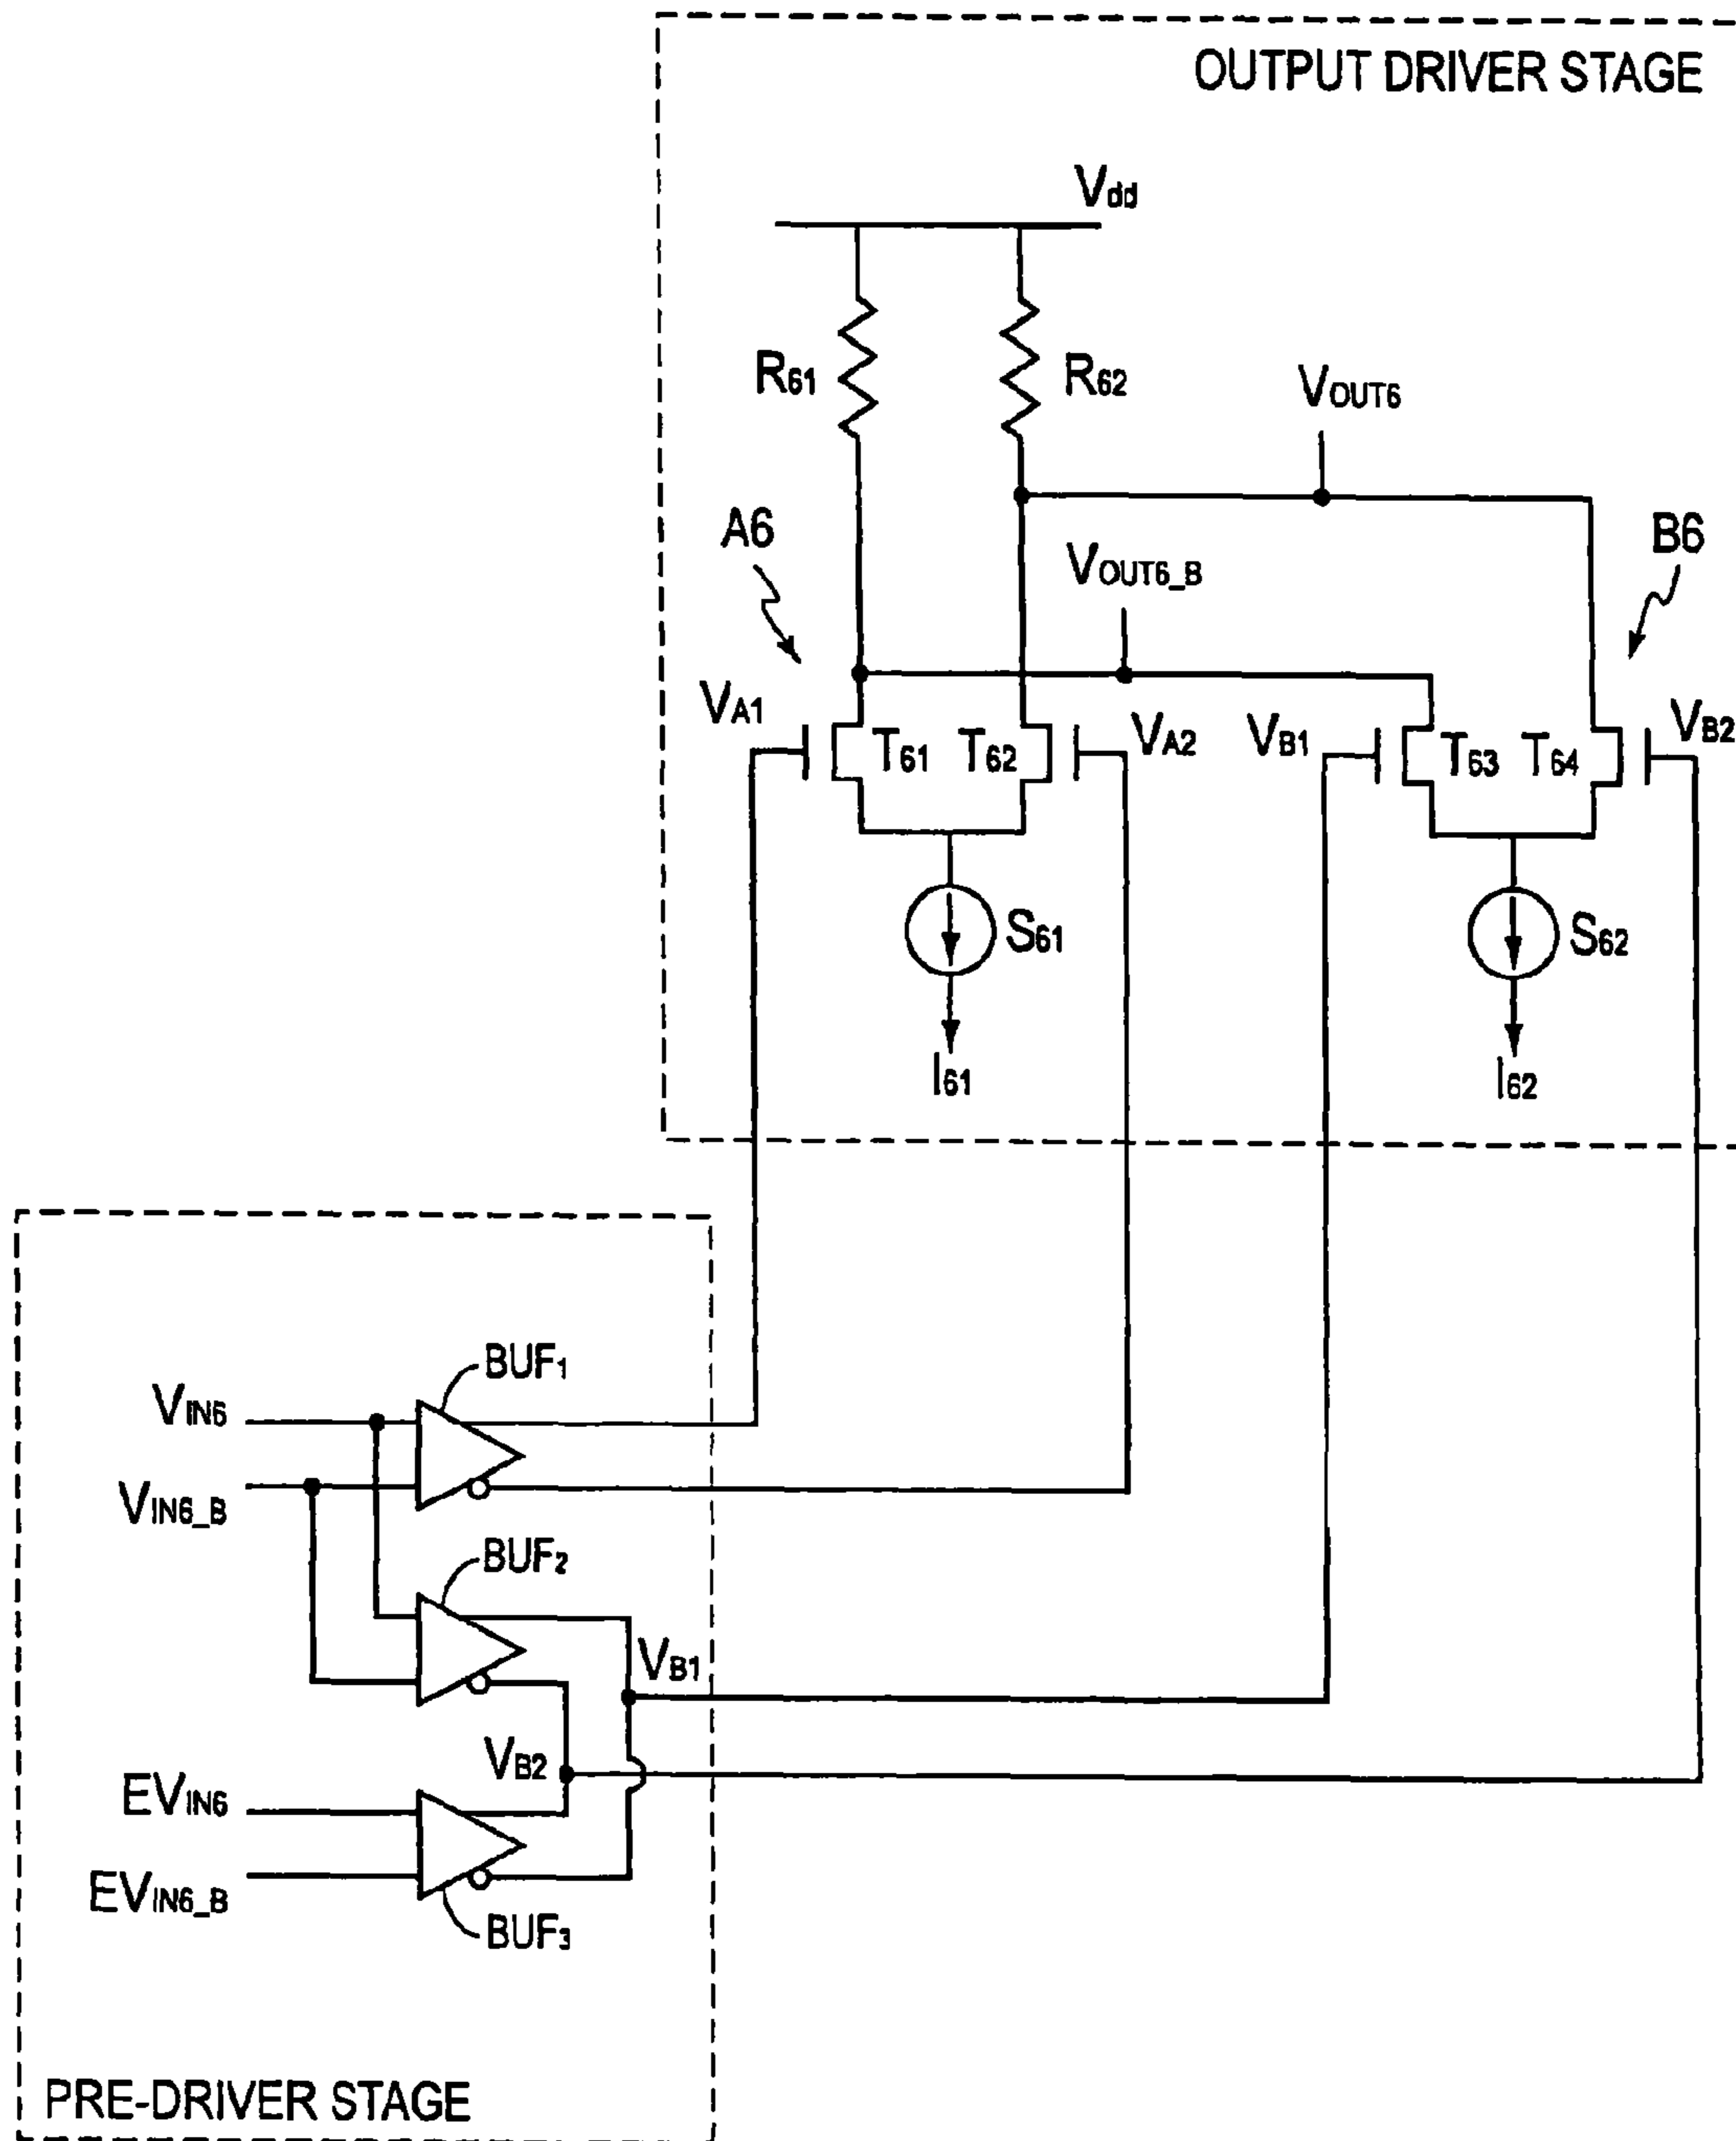 OUTPUT DRIVER STAGE
Vdd
R61
R62
VOUT6
A6
VOUT6_B
B6
VA1
T61
T62
VA2
VB1
T63
T64
VB2
S61
S62
I61
I62
BUF1
VIN6
VIN6_B
BUF2
VB1
VB2
EVIN6
EVIN6_B
BUF3
PRE-DRIVER STAGE